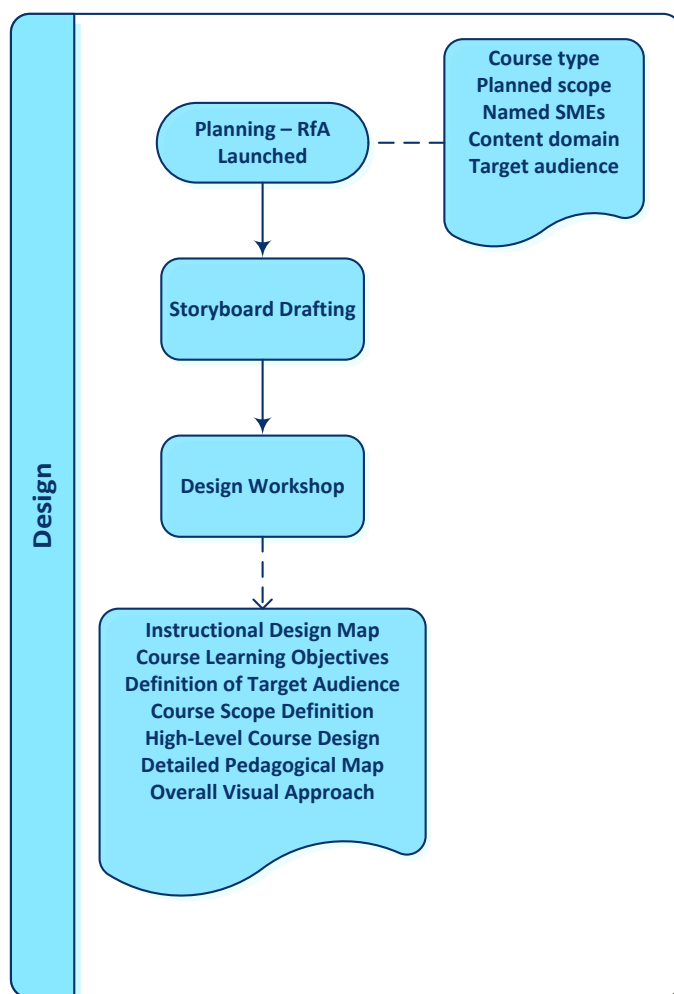 Design
Planning – RfA
Launched
Course type
Planned scope
Named SMEs
Content domain
Target audience
Storyboard Drafting
Design Workshop
Instructional Design Map
Course Learning Objectives
Definition of Target Audience
Course Scope Definition
High-Level Course Design
Detailed Pedagogical Map
Overall Visual Approach